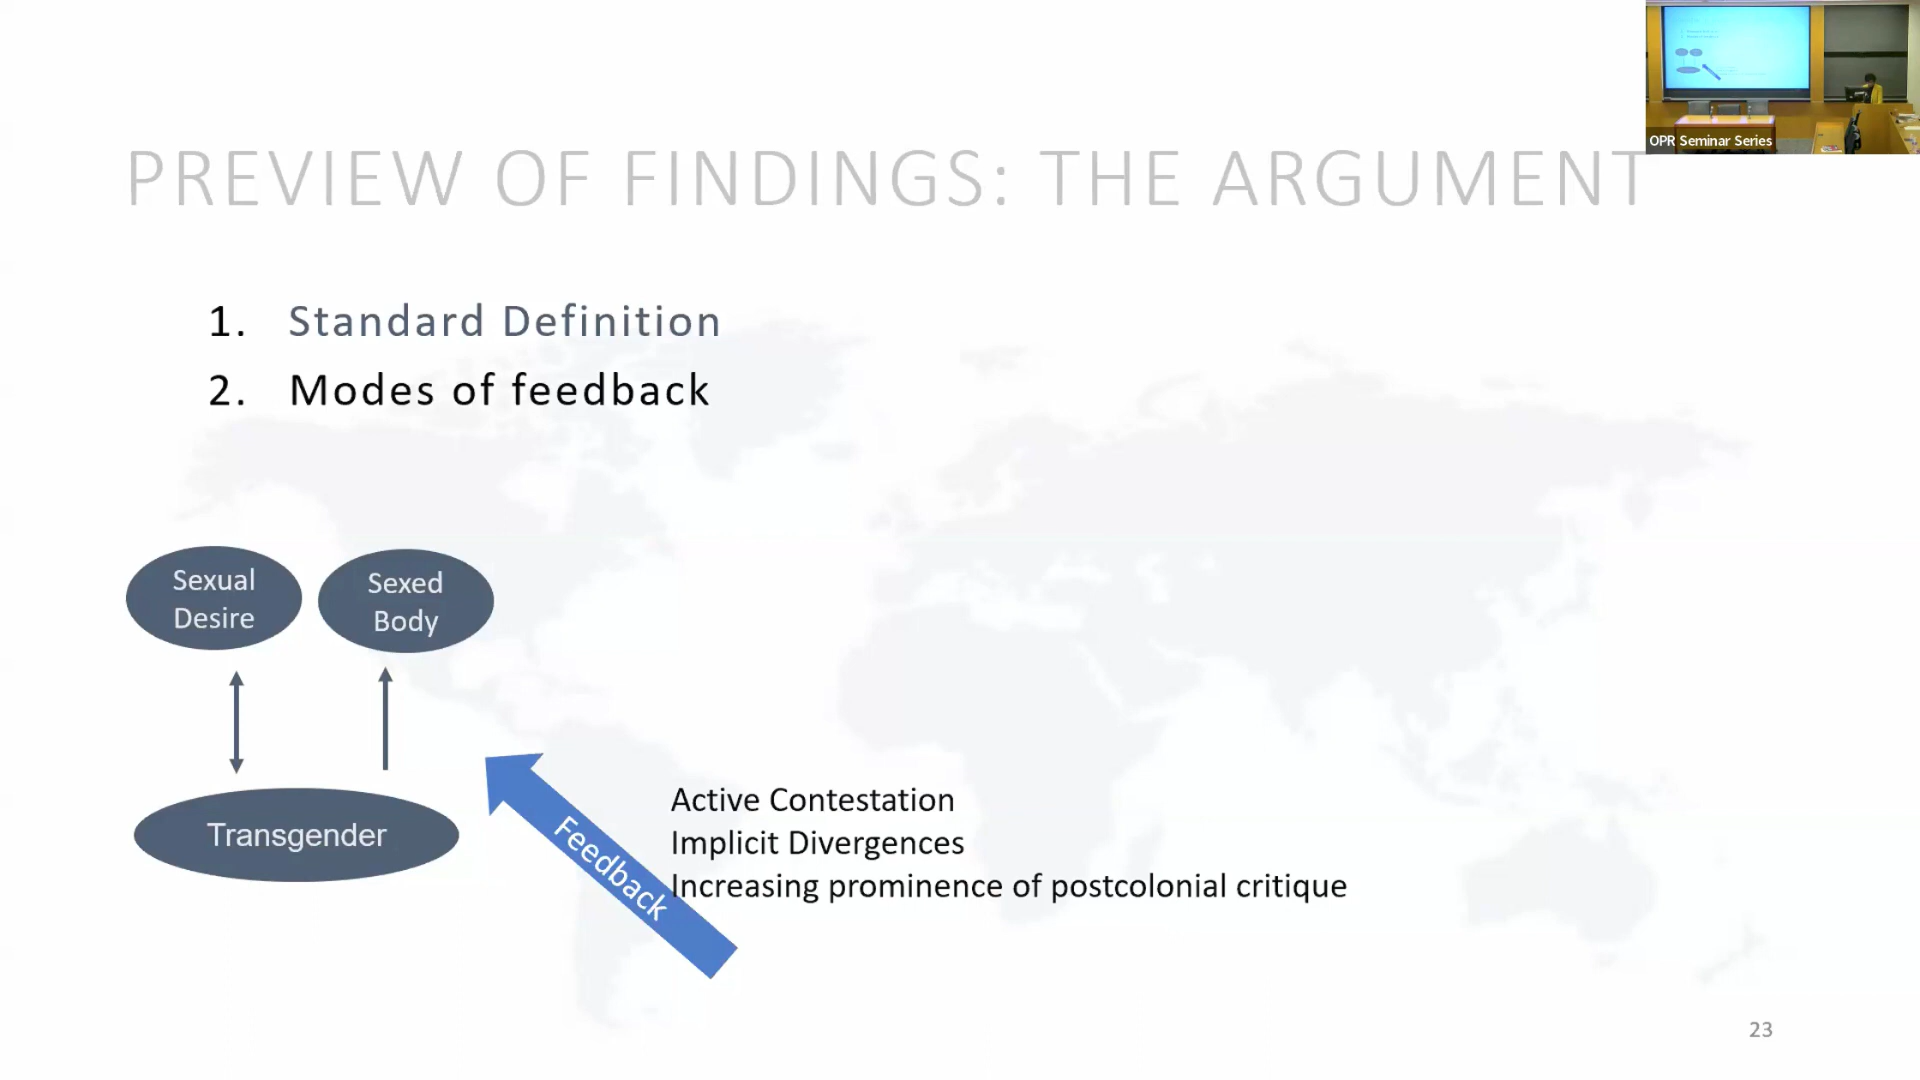 OPR Seminar Series
PREVIEW OF FINDINGS: THE ARGUMENT
1. Standard Definition
2. Modes of feedback
Sexual
Desire
Sexed
Body
Transgender
Feedback
Active Contestation
Implicit Divergences
Increasing prominence of postcolonial critique
23